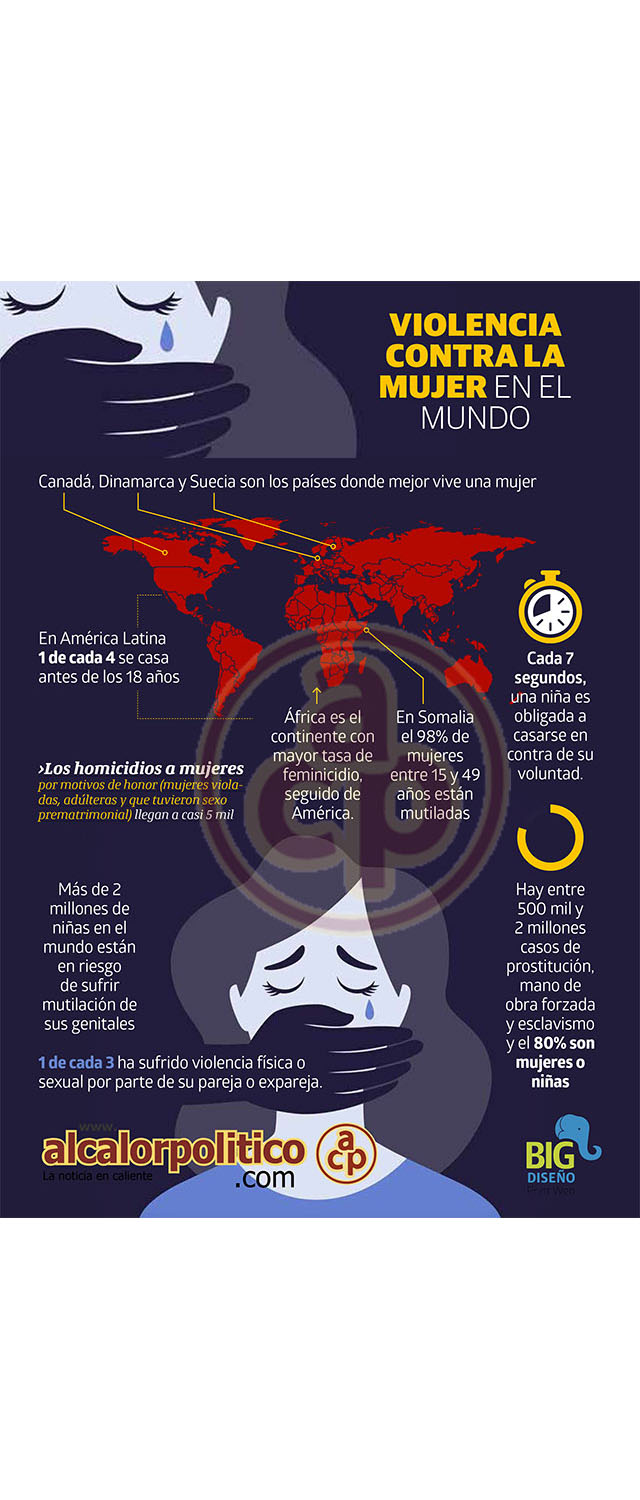 VIOLENCIA
CONTRA LA
MUJER EN EL
MUNDO
Canadá, Dinamarca y Suecia son los países donde mejor vive una mujer
En América Latina
1 de cada 4 se casa
antes de los 18 años
Cada 7
segundos,
una niña es
obligada a
casarse en
contra de su
voluntad.
África es el
continente con
mayor tasa de
feminicidio,
seguido de
América.
En Somalia
el 98% de
mujeres
entre 15 y 49
años están
mutiladas
›Los homicidios a mujeres
por motivos de honor (mujeres viola-
das, adúlteras y que tuvieron sexo
prematrimonial) llegan a casi 5 mil
Más de 2
millones de
niñas en el
mundo están
en riesgo
de sufrir
mutilación de
sus genitales
Hay entre
500 mil y
2 millones
casos de
prostitución,
mano de
obra forzada
y esclavismo
y el 80% son
mujeres o
niñas
1 de cada 3 ha sufrido violencia física o
sexual por parte de su pareja o expareja.
www.
alcalorpolitico
.com
La noticia en caliente
acp
BIG
DISEÑO
Print Web
acp